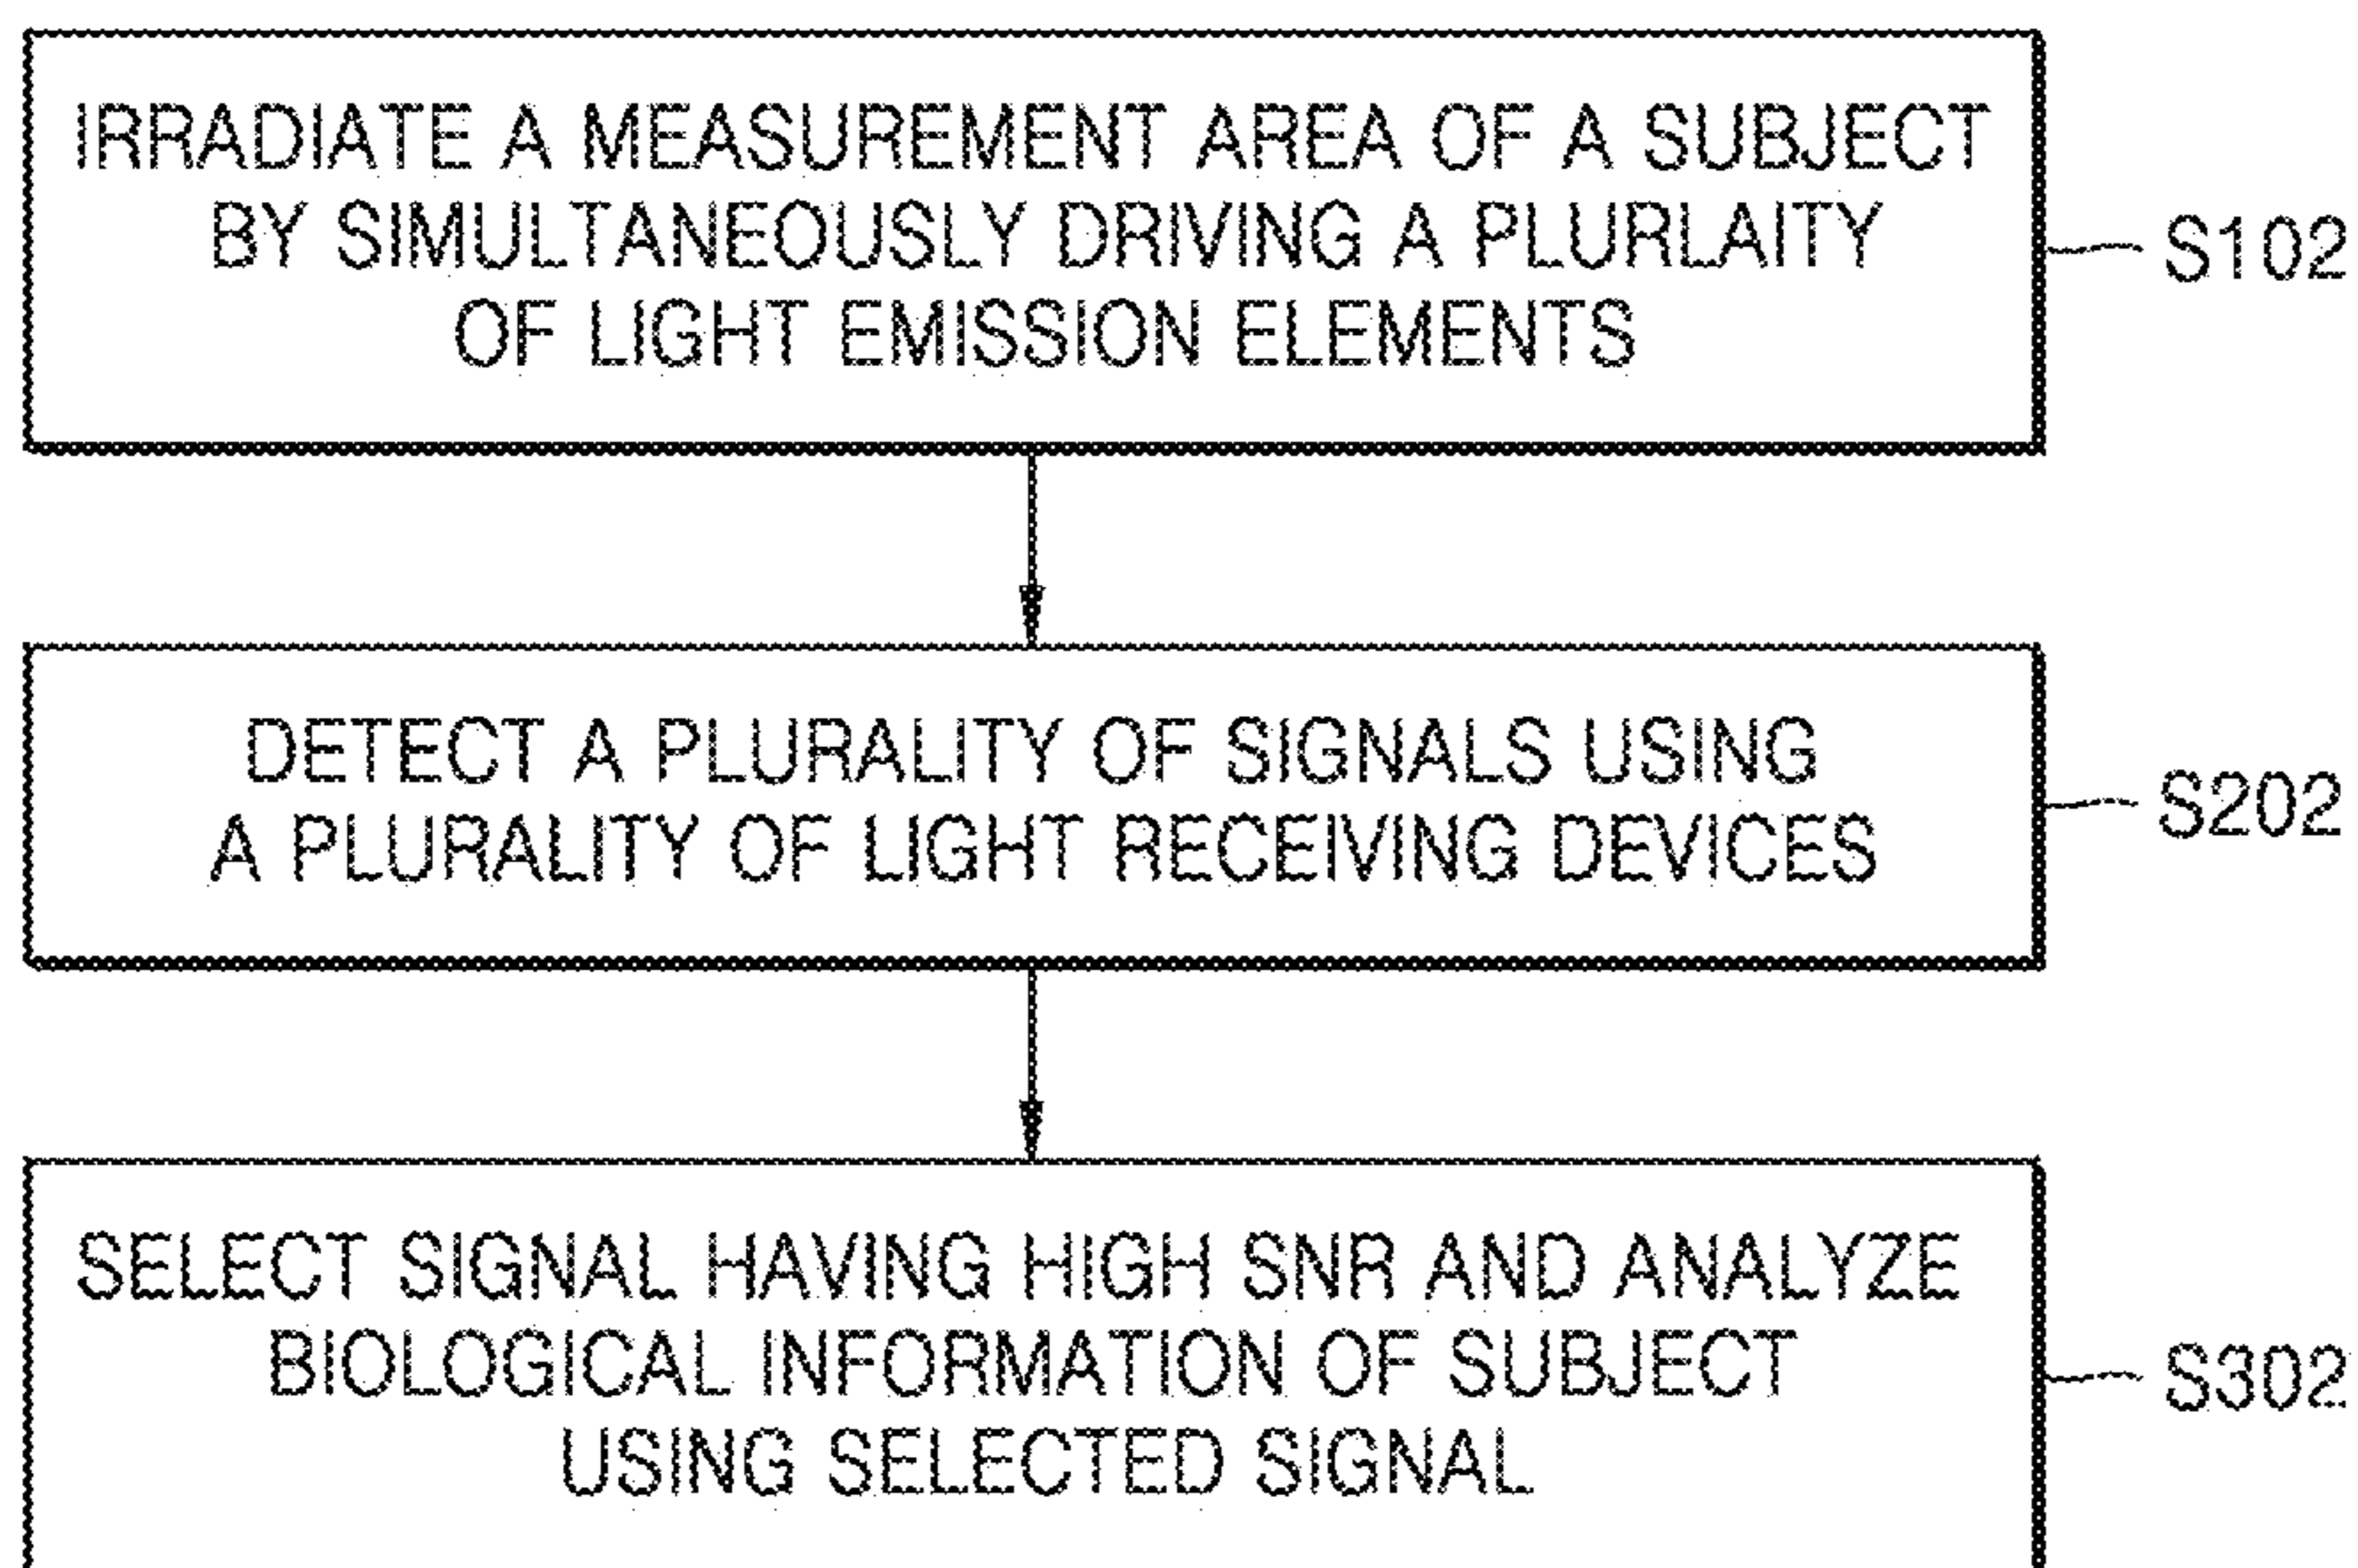 IRRADIATE A MEASUREMENT AREA OF A SUBJECT
BY SIMULTANEOUSLY DRIVING A PLURLAITY
OF LIGHT EMISSION ELEMENTS
S102
DETECT A PLURALITY OF SIGNALS USING
A PLURALITY OF LIGHT RECEIVING DEVICES
S202
SELECT SIGNAL HAVING HIGH SNR AND ANALYZE
BIOLOGICAL INFORMATION OF SUBJECT
USING SELECTED SIGNAL
S302